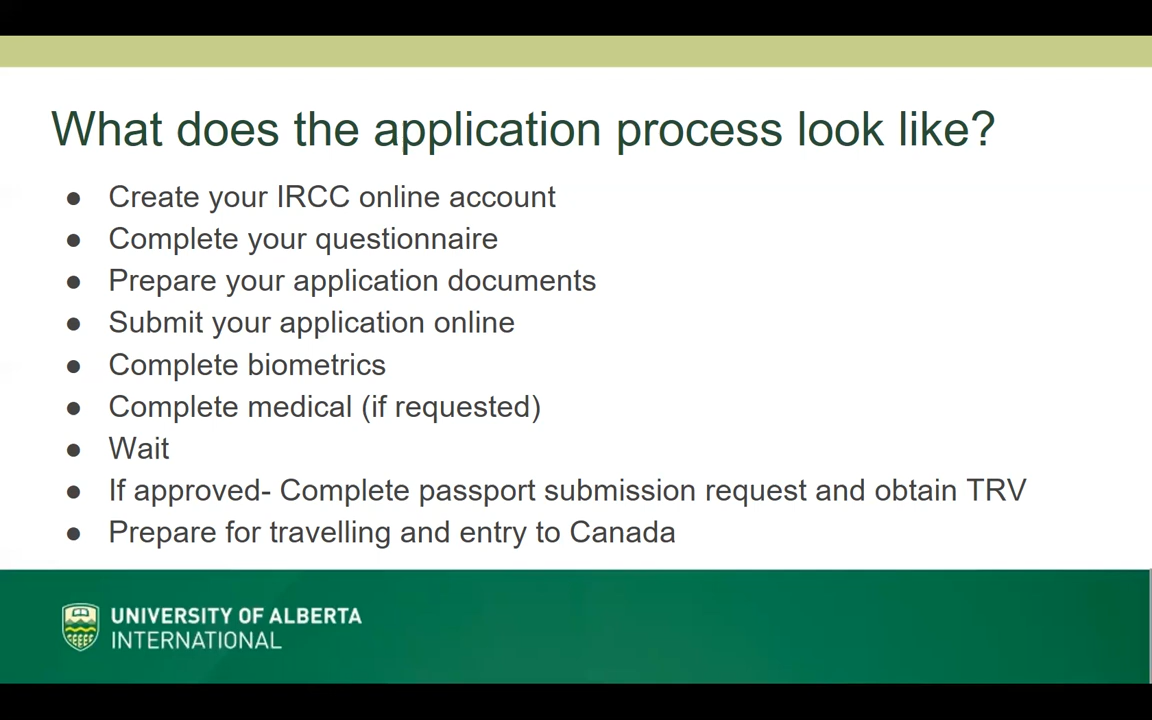 What does the application process look like?
● Create your IRCC online account
● Complete your questionnaire
● Prepare your application documents
● Submit your application online
● Complete biometrics
● Complete medical (if requested)
● Wait
● If approved- Complete passport submission request and obtain TRV
● Prepare for travelling and entry to Canada
UNIVERSITY OF ALBERTA
INTERNATIONAL